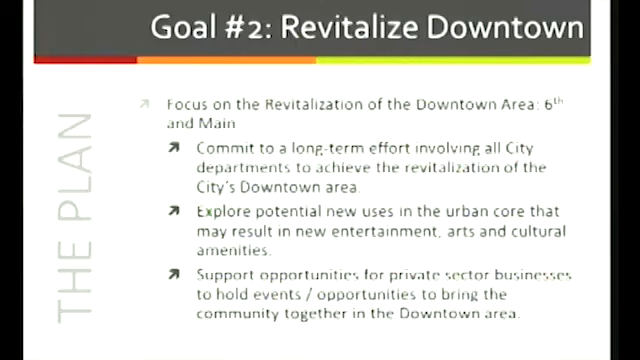 Goal #2: Revitalize Downtown
THE PLAN
Focus on the Revitalization of the Downtown Area: 6th
and Main
Commit to a long-term effort involving all City
departments to achieve the revitalization of the
City's Downtown area.
Explore potential new uses in the urban core that
may result in new entertainment, arts and cultural
amenities.
Support opportunities for private sector businesses
to hold events / opportunities to bring the
community together in the Downtown area.